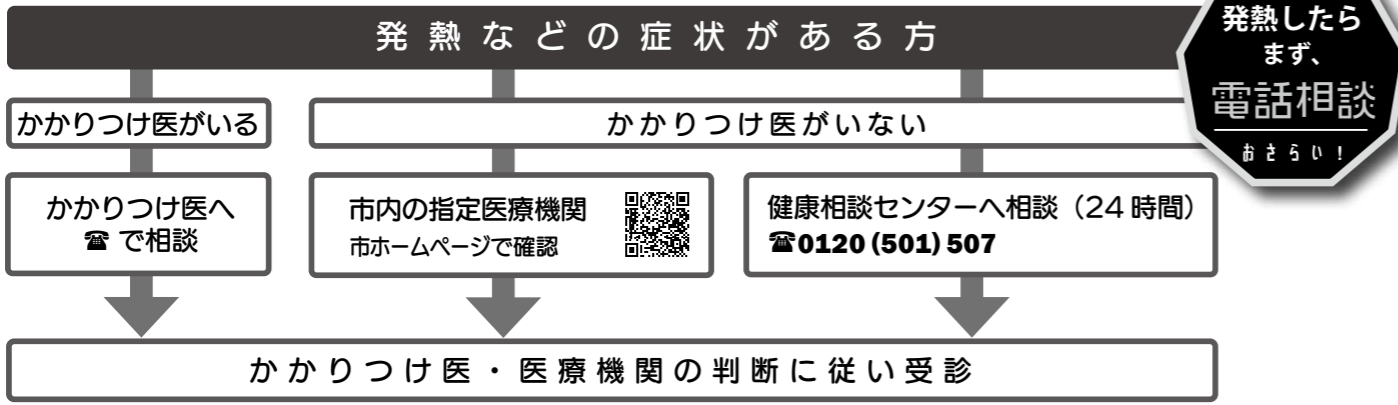 発熱などの症状がある方
発熱したら
まず、
電話相談
おさらい！
かかりつけ医がいる
かかりつけ医がいない
かかりつけ医へ
☎で相談
市内の指定医療機関
市ホームページで確認
健康相談センターへ相談（24時間）
☎0120(501)507
かかりつけ医・医療機関の判断に従い受診